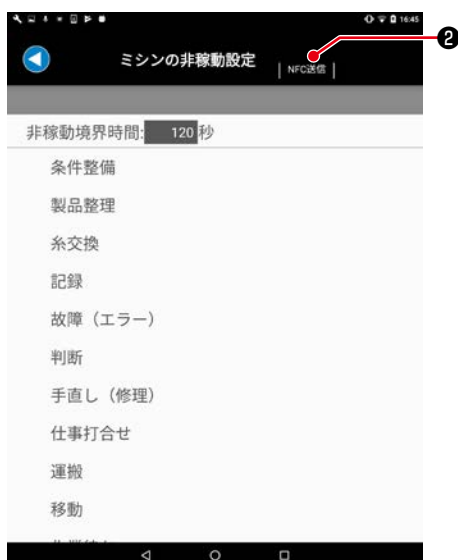 16:45
❷
ミシンの非稼動設定
NFC送信
非稼動境界時間: 120 秒
条件整備
製品整理
糸交換
記録
故障（エラー）
判断
手直し（修理）
仕事打合せ
運搬
移動